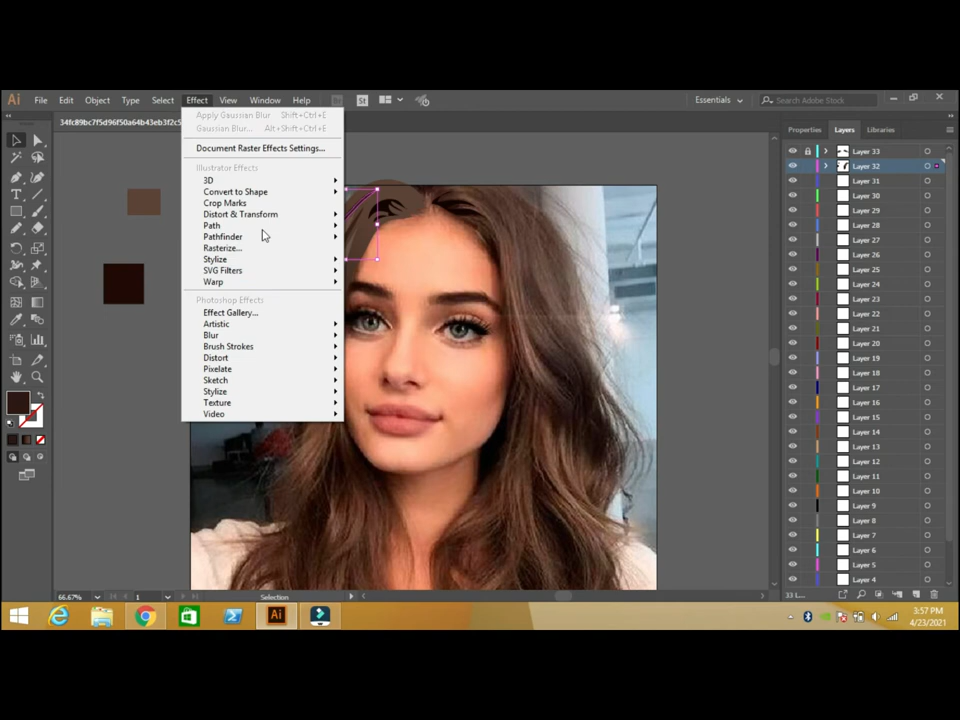 Ai File Edit Object Type Select Effect View Window Help Br St Essentials Search Adobe Stock
34fc89bc7f5d96f50a64b43eb3f2c5
Apply Gaussian Blur Shift+Ctrl+E
Gaussian Blur... Alt+Shift+Ctrl+E
Document Raster Effects Settings...
Illustrator Effects
3D
Convert to Shape
Crop Marks
Distort & Transform
Path
Pathfinder
Rasterize...
Stylize
SVG Filters
Warp
Photoshop Effects
Effect Gallery...
Artistic
Blur
Brush Strokes
Distort
Pixelate
Sketch
Stylize
Texture
Video
Properties Layers Libraries
Layer 33
Layer 32
Layer 31
Layer 30
Layer 29
Layer 28
Layer 27
Layer 26
Layer 25
Layer 24
Layer 23
Layer 22
Layer 21
Layer 20
Layer 19
Layer 18
Layer 17
Layer 16
Layer 15
Layer 14
Layer 13
Layer 12
Layer 11
Layer 10
Layer 9
Layer 8
Layer 7
Layer 6
Layer 5
Layer 4
66.67% 1 Selection 33 L...
Ai
3:57 PM
4/23/2021